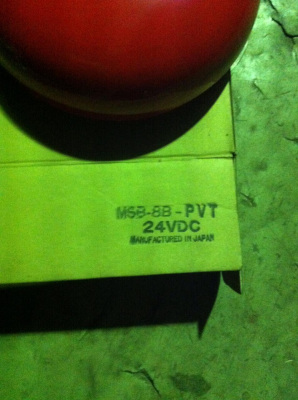 MSB-8B-PVT
24VDC
MANUFACTURED IN JAPAN